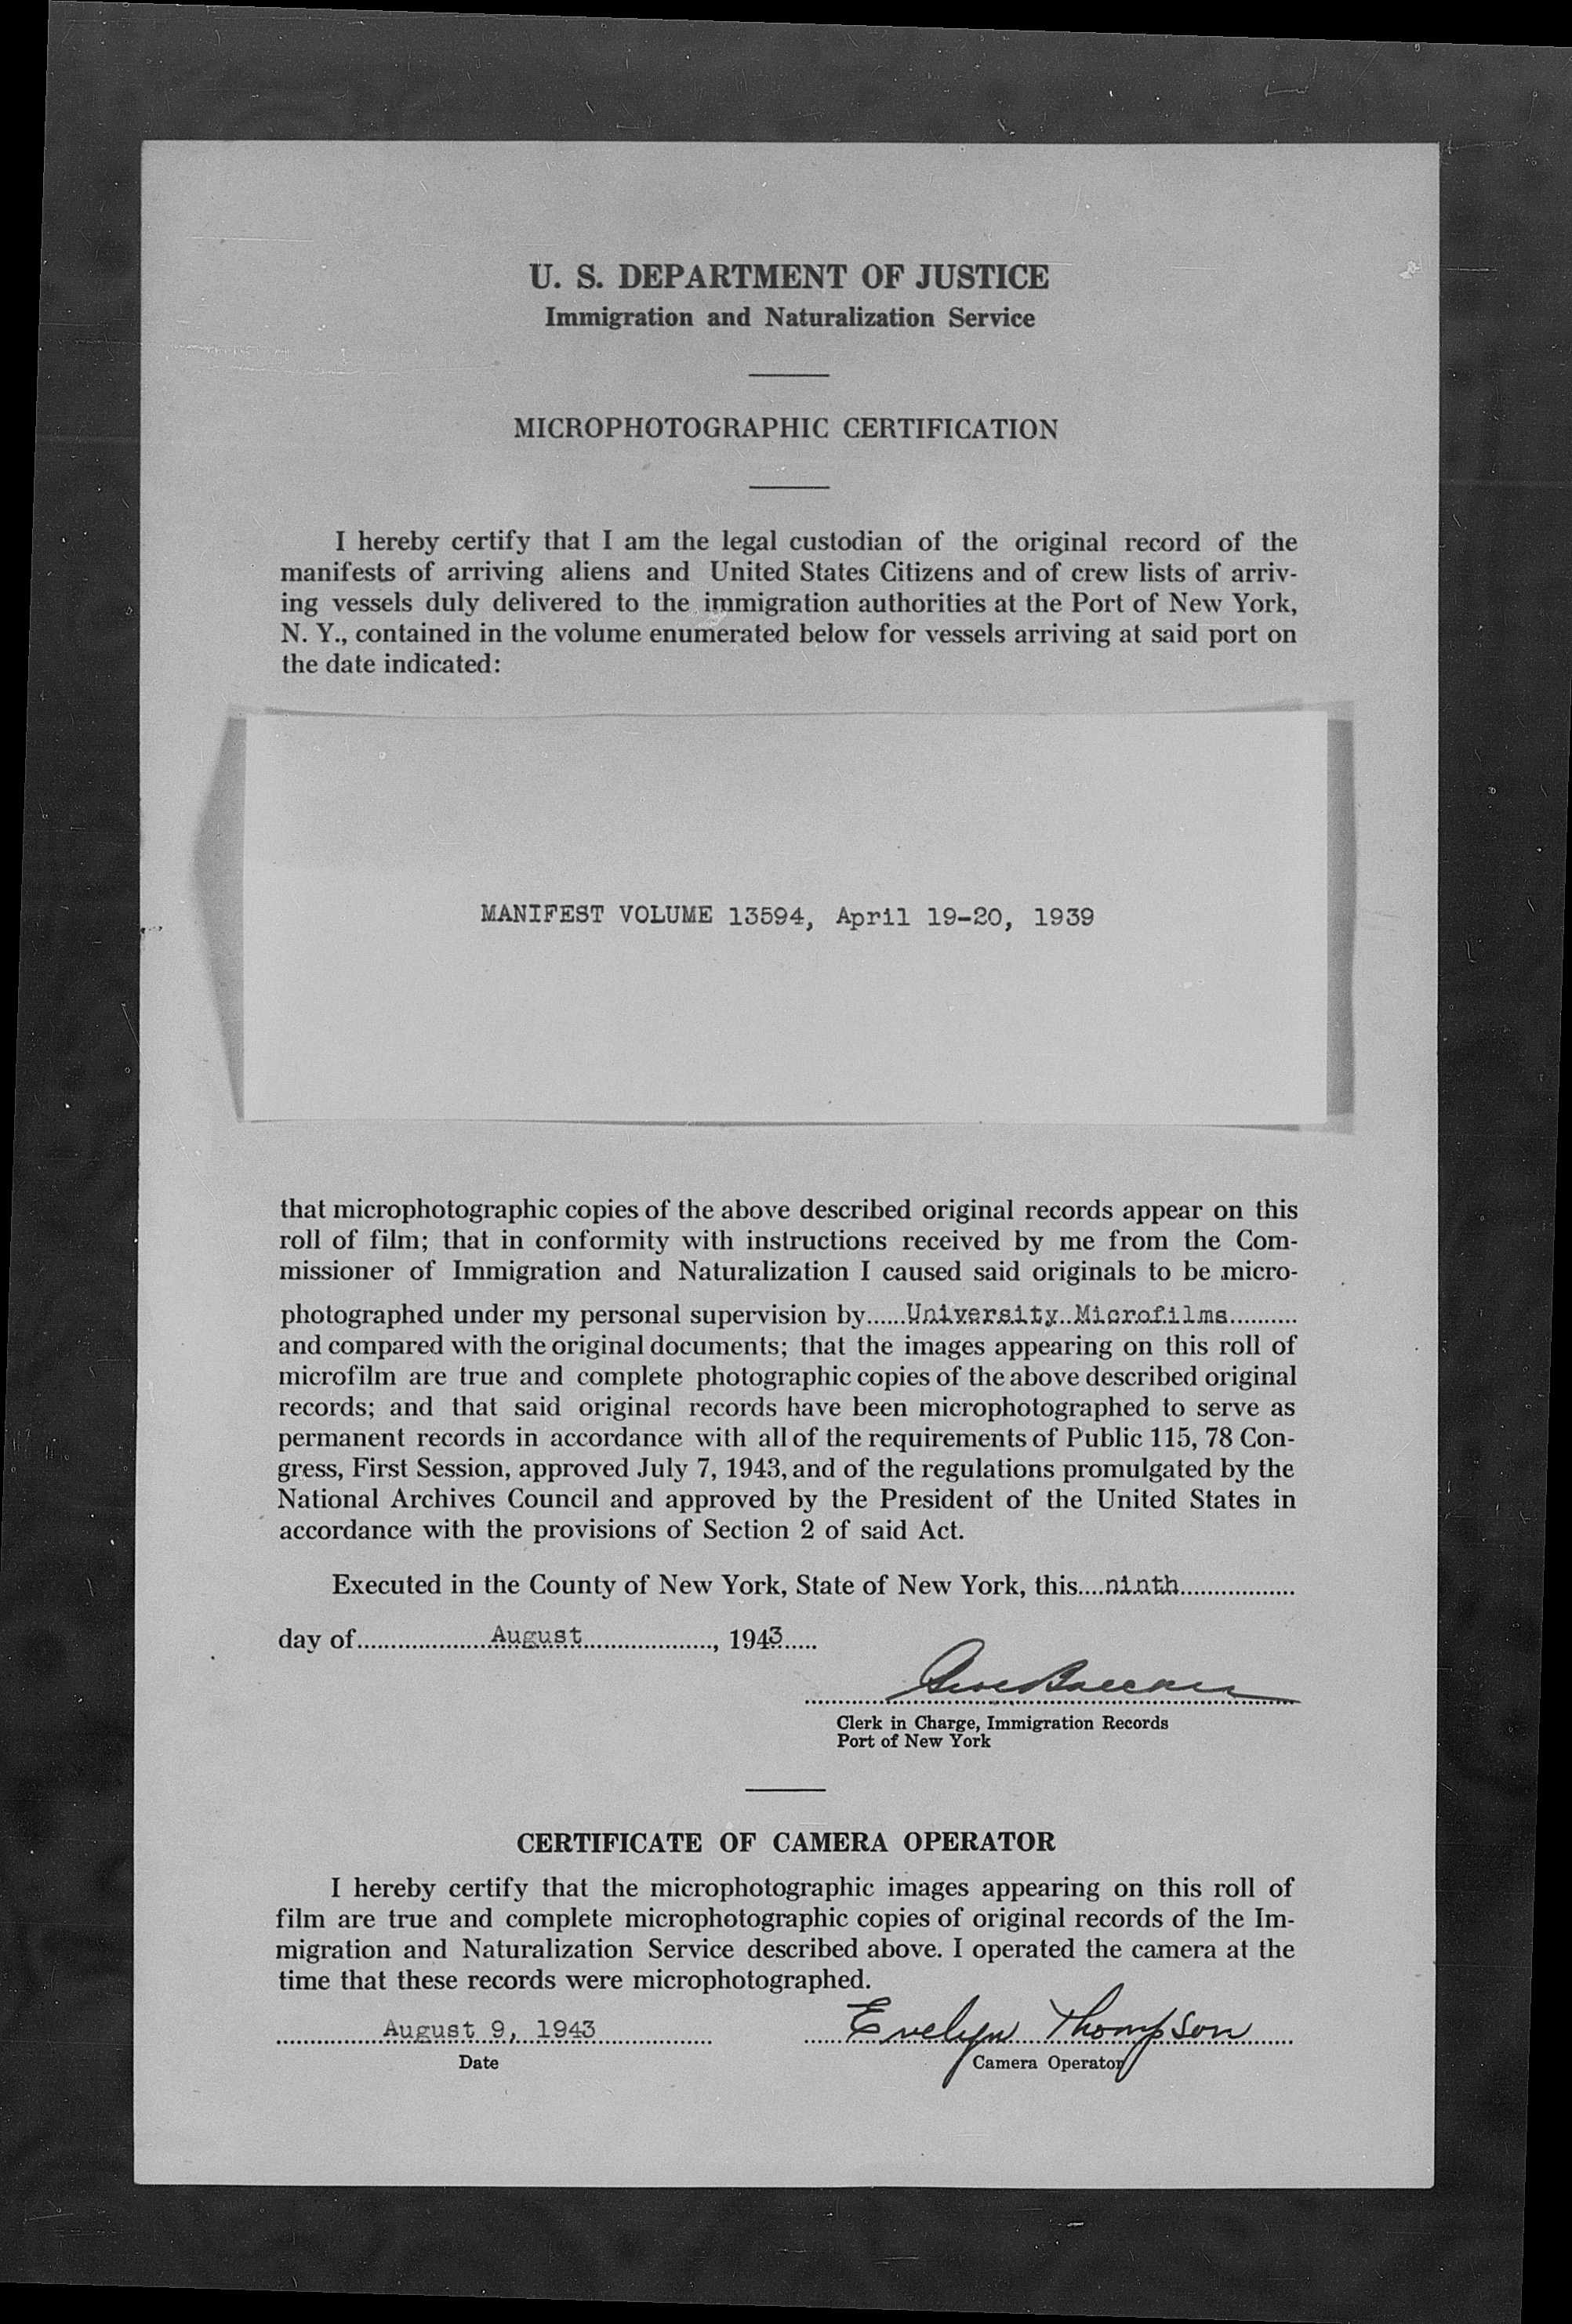 U. S. DEPARTMENT OF JUSTICE
Immigration and Naturalization Service
MICROPHOTOGRAPHIC CERTIFICATION
I hereby certify that I am the legal custodian of the original record of the
manifests of arriving aliens and United States Citizens and of crew lists of arriv-
ing vessels duly delivered to the immigration authorities at the Port of New York,
N. Y., contained in the volume enumerated below for vessels arriving at said port on
the date indicated:
MANIFEST VOLUME 13594, April 19-20, 1939
that microphotographic copies of the above described original records appear on this
roll of film; that in conformity with instructions received by me from the Com-
missioner of Immigration and Naturalization I caused said originals to be micro-
photographed under my personal supervision by......University Microfilms..........
and compared with the original documents; that the images appearing on this roll of
microfilm are true and complete photographic copies of the above described original
records; and that said original records have been microphotographed to serve as
permanent records in accordance with all of the requirements of Public 115, 78 Con-
gress, First Session, approved July 7, 1943, and of the regulations promulgated by the
National Archives Council and approved by the President of the United States in
accordance with the provisions of Section 2 of said Act.
Executed in the County of New York, State of New York, this....ninth.................
day of....................August...................., 1943......
Clerk in Charge, Immigration Records
Port of New York
CERTIFICATE OF CAMERA OPERATOR
I hereby certify that the microphotographic images appearing on this roll of
film are true and complete microphotographic copies of original records of the Im-
migration and Naturalization Service described above. I operated the camera at the
time that these records were microphotographed.
August 9, 1943 Evelyn Thompson
Date Camera Operator